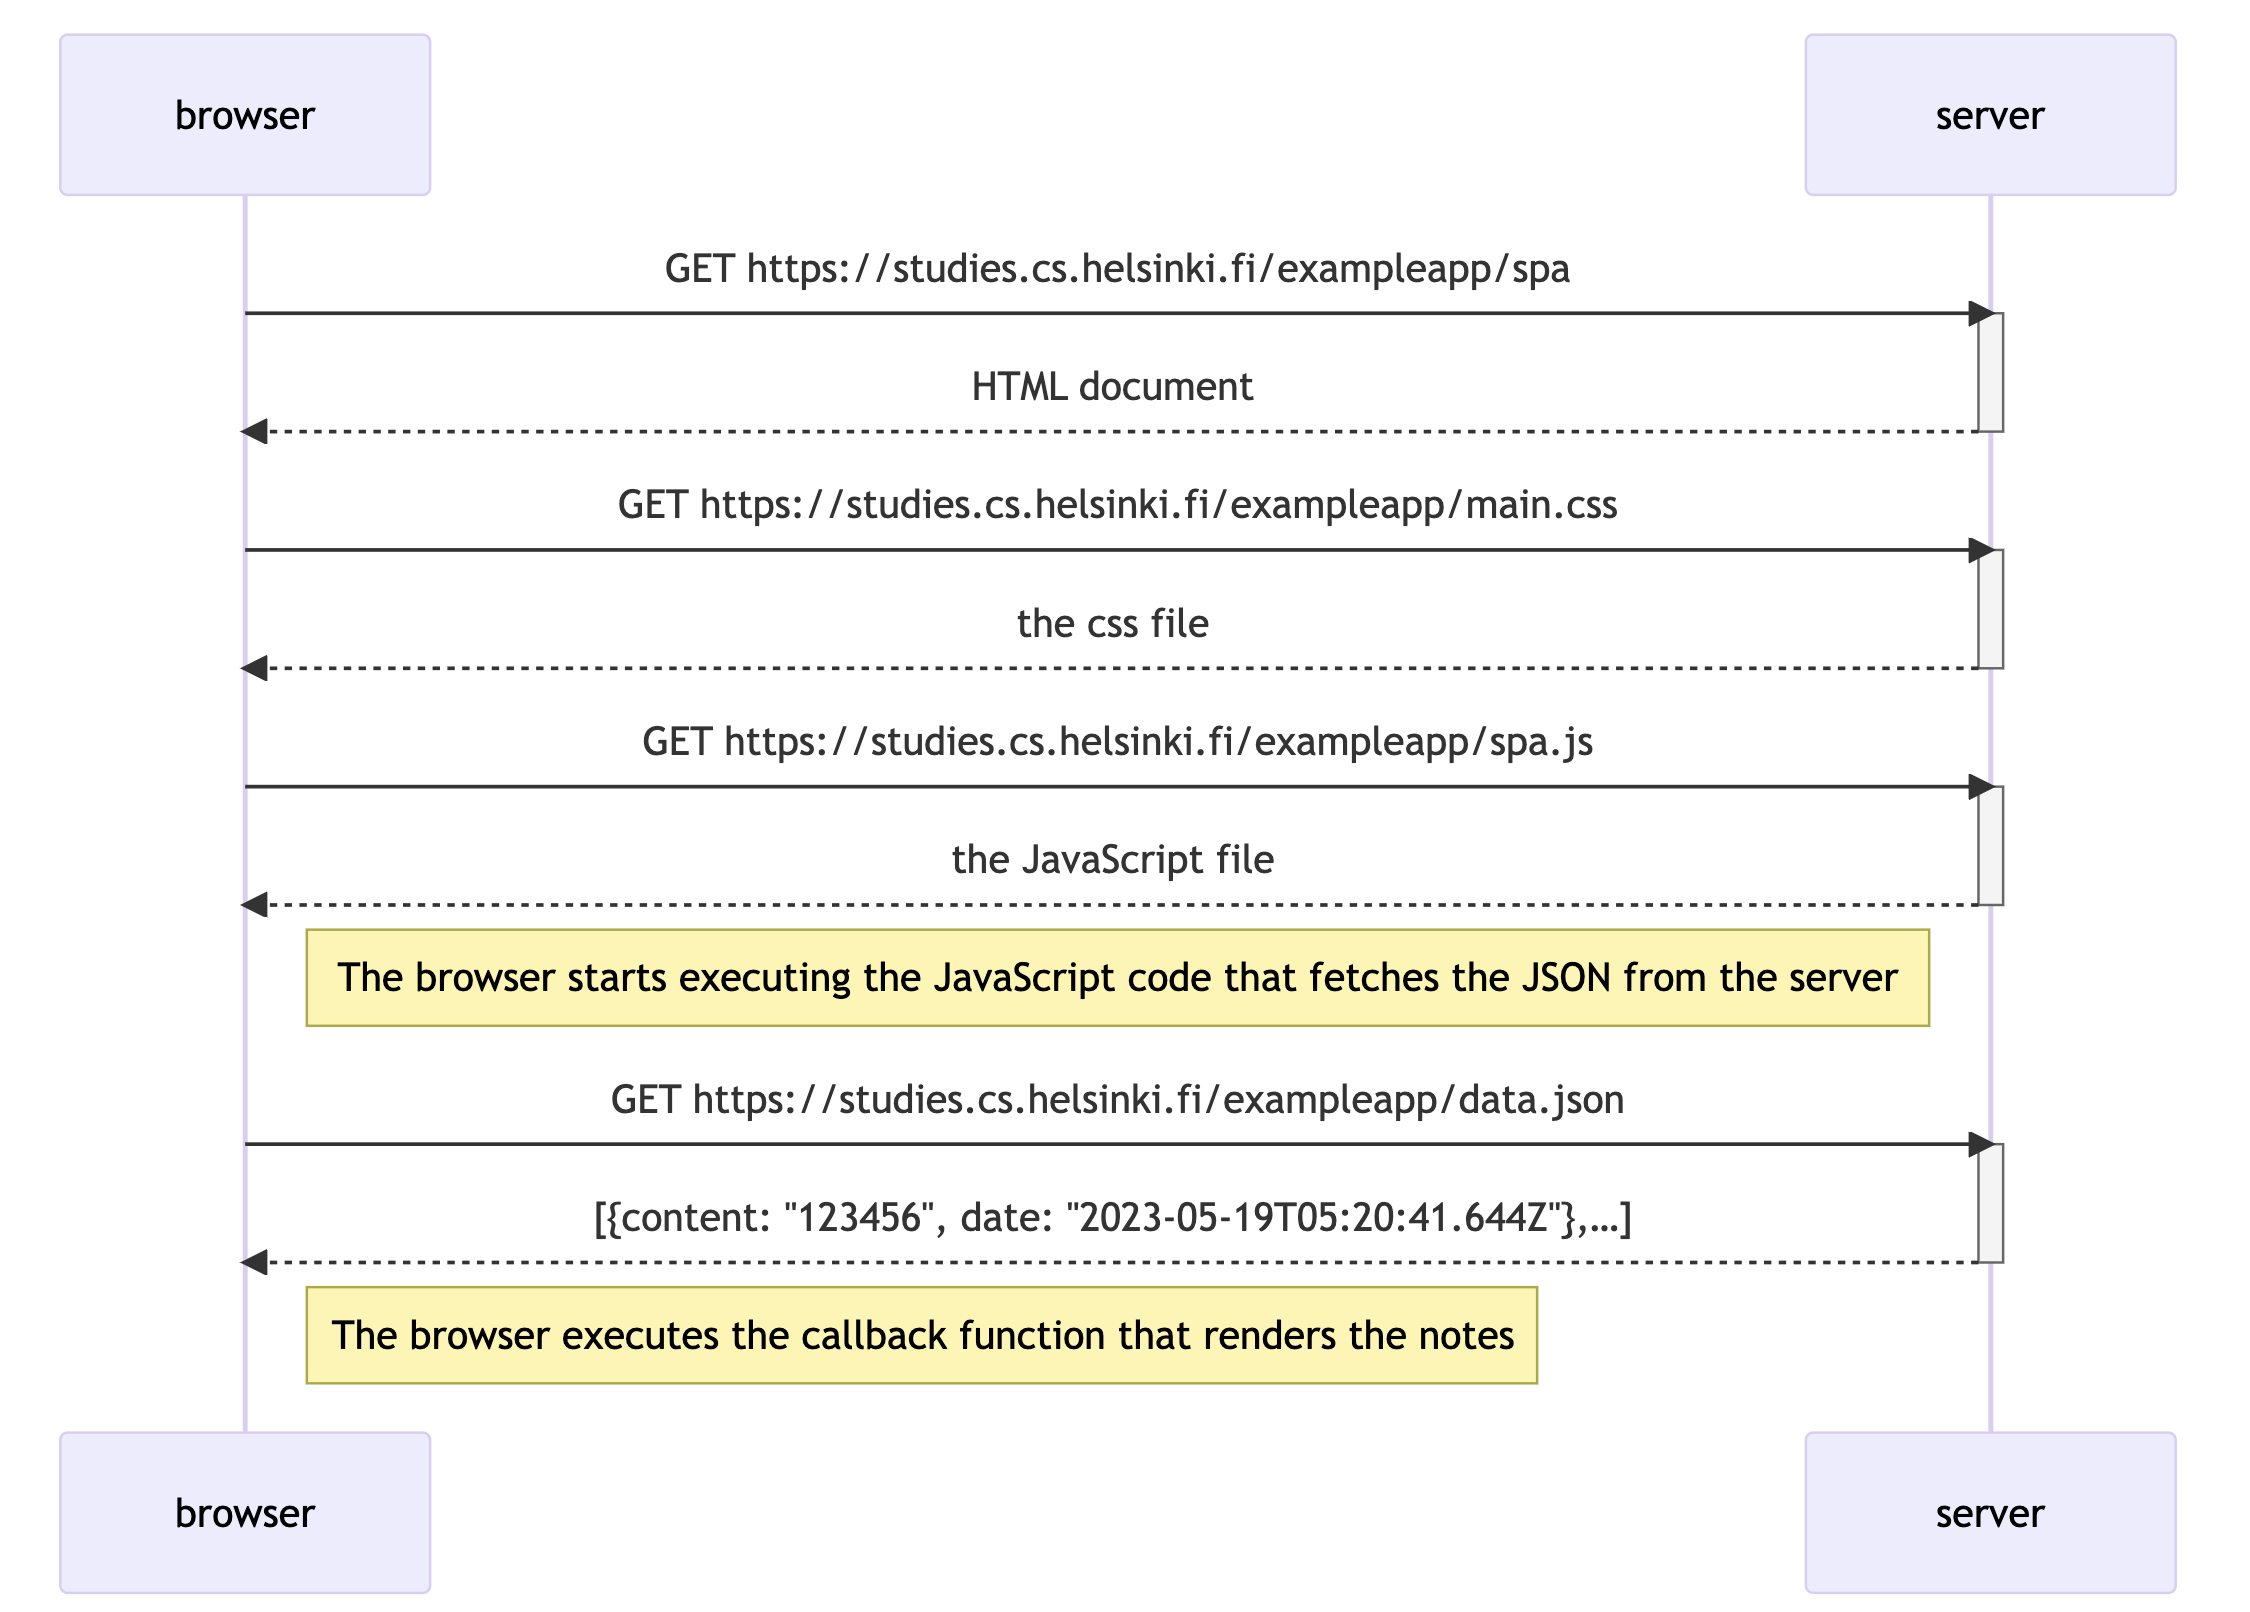 browser
server
GET https://studies.cs.helsinki.fi/exampleapp/spa
HTML document
GET https://studies.cs.helsinki.fi/exampleapp/main.css
the css file
GET https://studies.cs.helsinki.fi/exampleapp/spa.js
the JavaScript file
The browser starts executing the JavaScript code that fetches the JSON from the server
GET https://studies.cs.helsinki.fi/exampleapp/data.json
[{content: "123456", date: "2023-05-19T05:20:41.644Z"},...]
The browser executes the callback function that renders the notes
browser
server